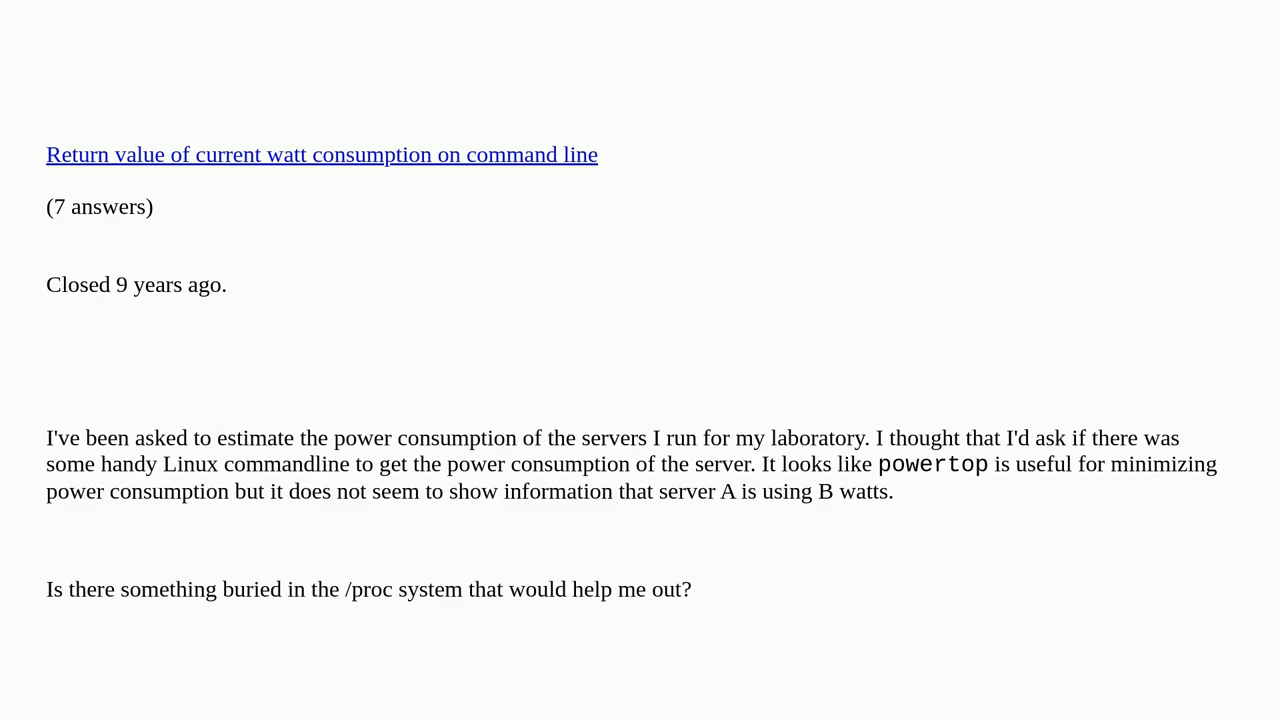 Return value of current watt consumption on command line
(7 answers)
Closed 9 years ago.
I've been asked to estimate the power consumption of the servers I run for my laboratory. I thought that I'd ask if there was
some handy Linux commandline to get the power consumption of the server. It looks like powertop is useful for minimizing
power consumption but it does not seem to show information that server A is using B watts.
Is there something buried in the /proc system that would help me out?